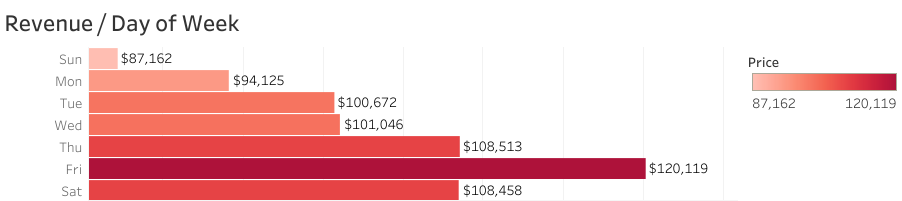 Revenue / Day of Week
Sun $87,162
Mon $94,125
Tue $100,672
Wed $101,046
Thu $108,513
Fri $120,119
Sat $108,458
Price
87,162 120,119